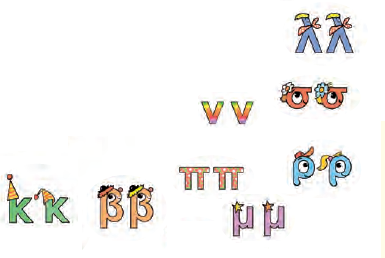 λ λ
σ σ
ν ν
ρ ρ
π π
κ κ
β β
μ μ